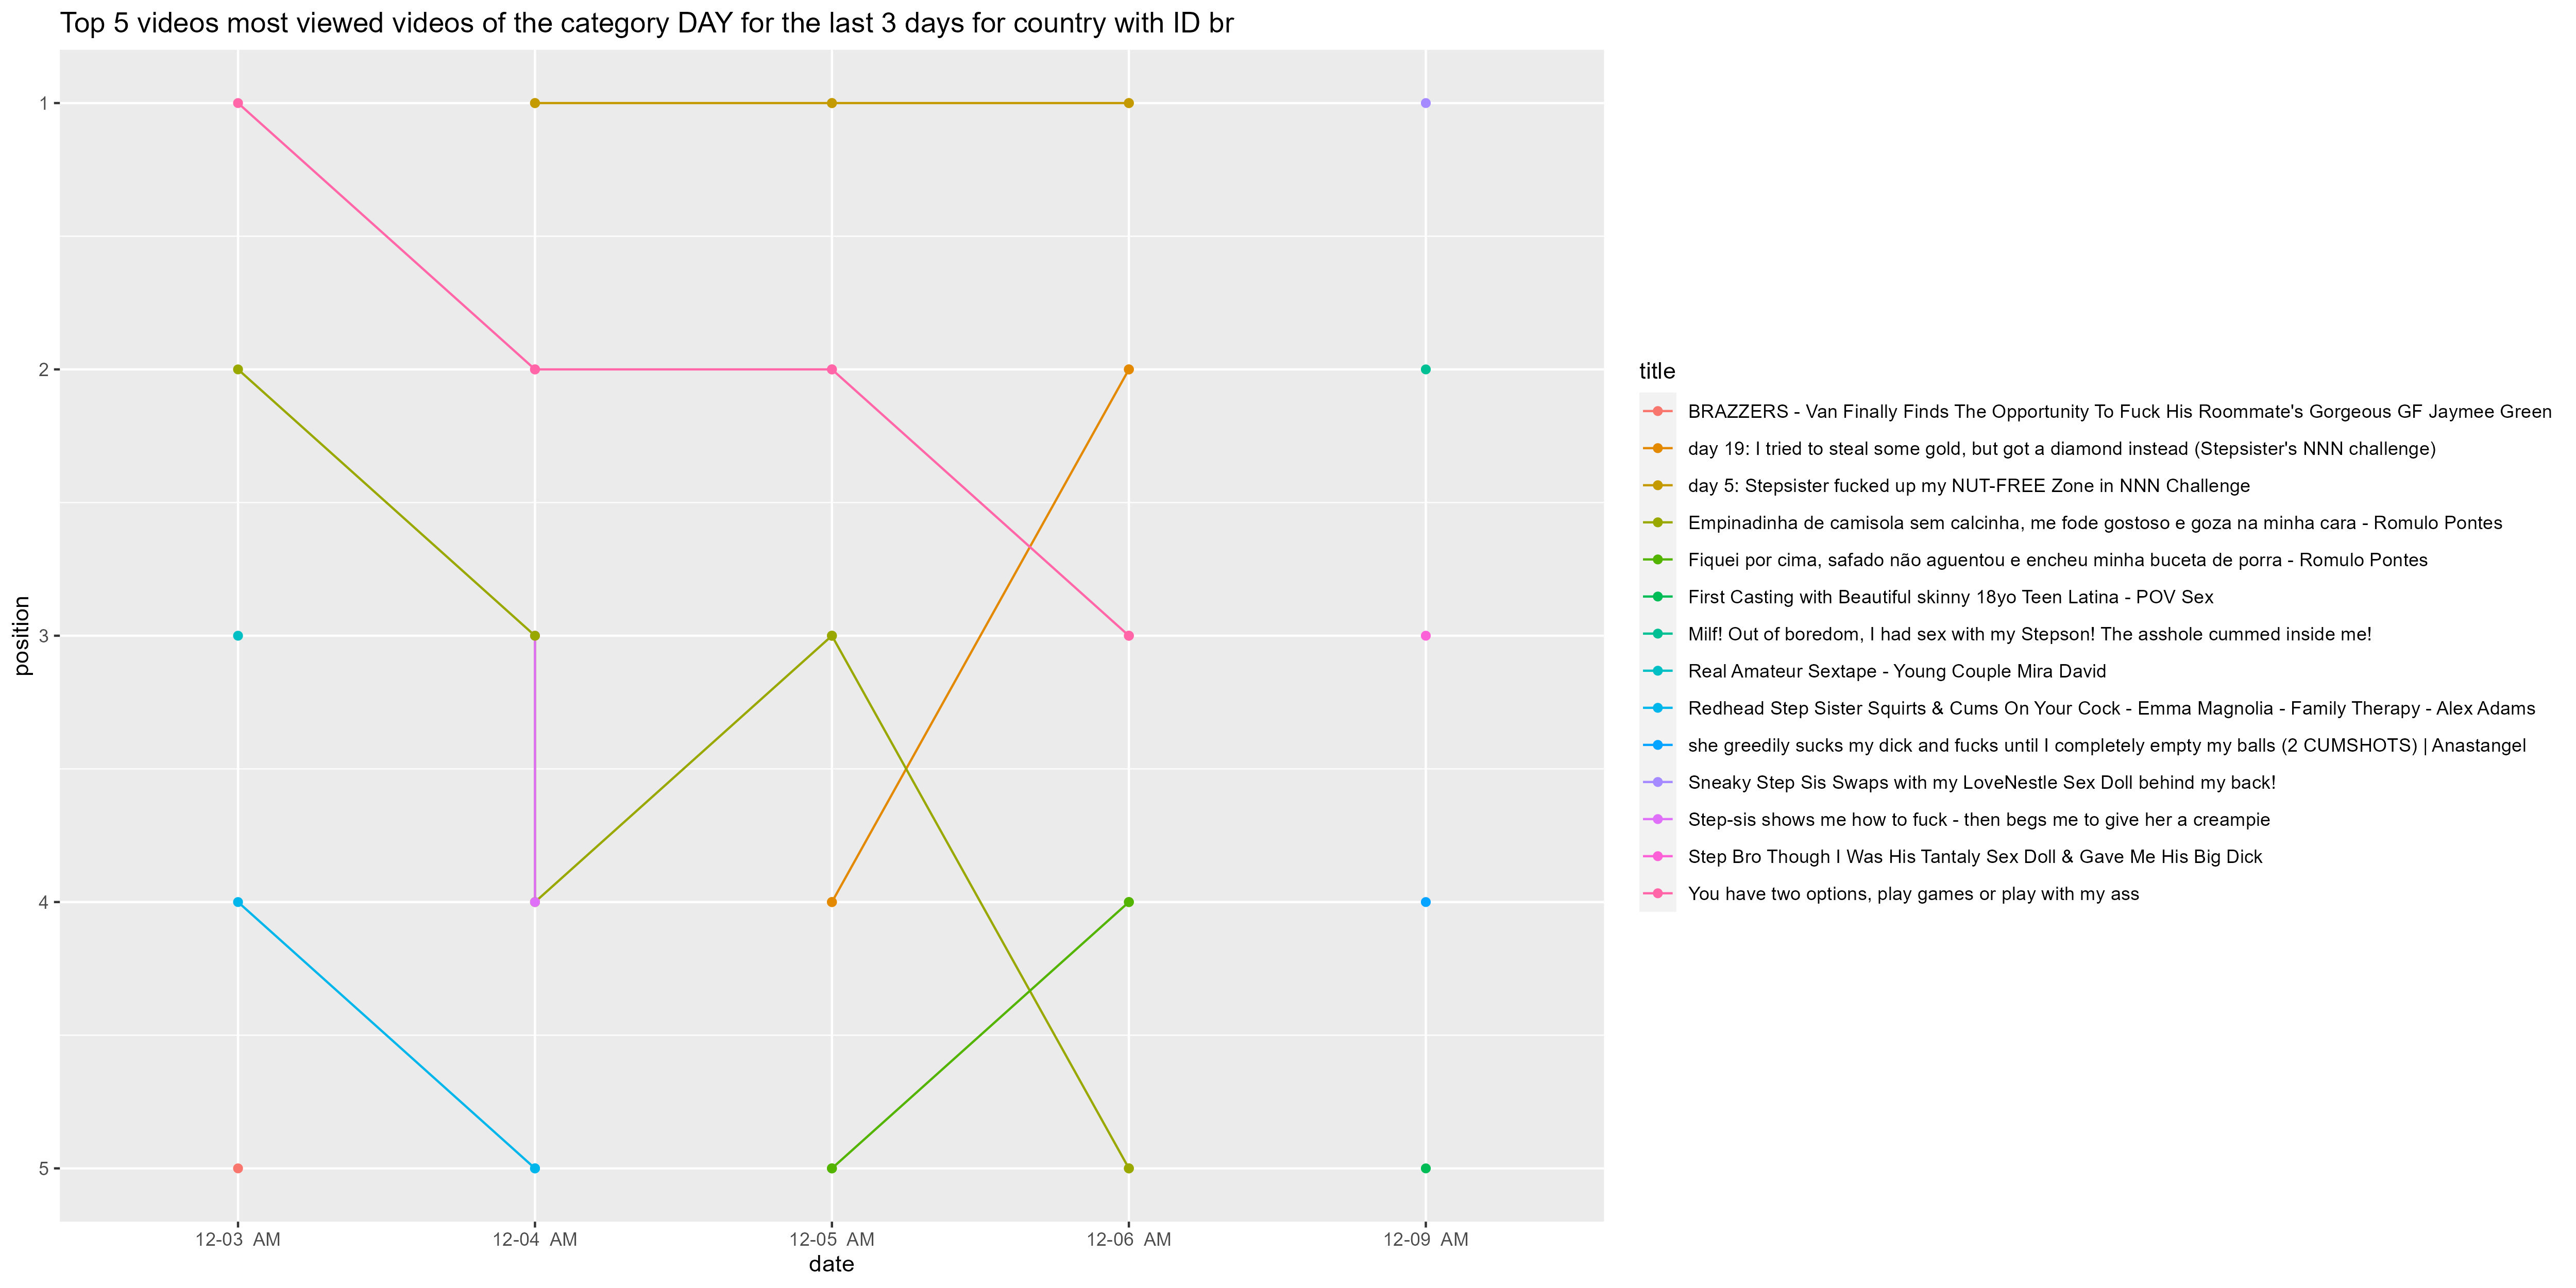 Top 5 videos most viewed videos of the category DAY for the last 3 days for country with ID br
1
2
3
4
5
position
12-03 AM
12-04 AM
12-05 AM
12-06 AM
12-09 AM
date
title
BRAZZERS - Van Finally Finds The Opportunity To Fuck His Roommate's Gorgeous GF Jaymee Green
day 19: I tried to steal some gold, but got a diamond instead (Stepsister's NNN challenge)
day 5: Stepsister fucked up my NUT-FREE Zone in NNN Challenge
Empinadinha de camisola sem calcinha, me fode gostoso e goza na minha cara - Romulo Pontes
Fiquei por cima, safado não aguentou e encheu minha buceta de porra - Romulo Pontes
First Casting with Beautiful skinny 18yo Teen Latina - POV Sex
Milf! Out of boredom, I had sex with my Stepson! The asshole cummed inside me!
Real Amateur Sextape - Young Couple Mira David
Redhead Step Sister Squirts & Cums On Your Cock - Emma Magnolia - Family Therapy - Alex Adams
she greedily sucks my dick and fucks until I completely empty my balls (2 CUMSHOTS) | Anastangel
Sneaky Step Sis Swaps with my LoveNestle Sex Doll behind my back!
Step-sis shows me how to fuck - then begs me to give her a creampie
Step Bro Though I Was His Tantaly Sex Doll & Gave Me His Big Dick
You have two options, play games or play with my ass